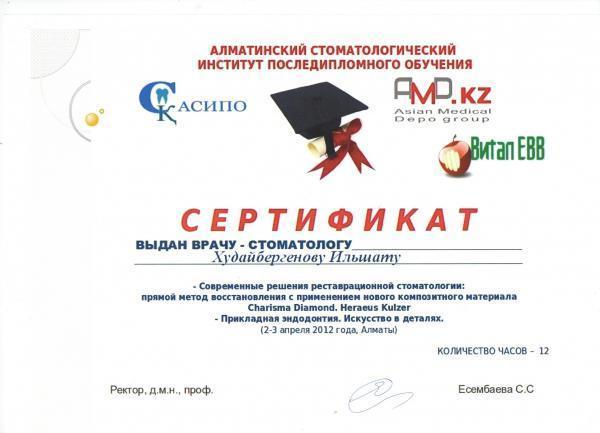 АЛМАТИНСКИЙ СТОМАТОЛОГИЧЕСКИЙ
ИНСТИТУТ ПОСЛЕДИПЛОМНОГО ОБУЧЕНИЯ
СКАСИПО
AMD.KZ
Asian Medical
Depo group
Витал ЕВВ
СЕРТИФИКАТ
ВЫДАН ВРАЧУ - СТОМАТОЛОГУ
Худайбергенову Ильшату
- Современные решения реставрационной стоматологии:
прямой метод восстановления с применением нового композитного материала
Charisma Diamond. Heraeus Kulzer
- Прикладная эндодонтия. Искусство в деталях.
(2-3 апреля 2012 года, Алматы)
КОЛИЧЕСТВО ЧАСОВ - 12
Ректор, д.м.н., проф.
Есембаева С.С